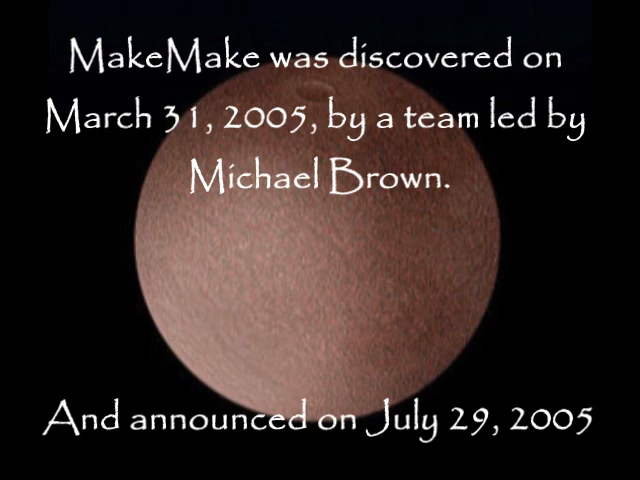 MakeMake was discovered on
March 31, 2005, by a team led by
Michael Brown.
And announced on July 29, 2005